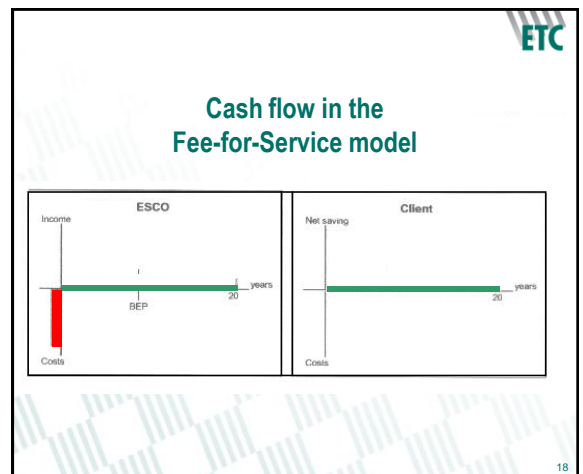 ETC
Cash flow in the
Fee-for-Service model
ESCO
Income
years
20
BEP
Costs
Client
Net saving
years
20
Costs
18